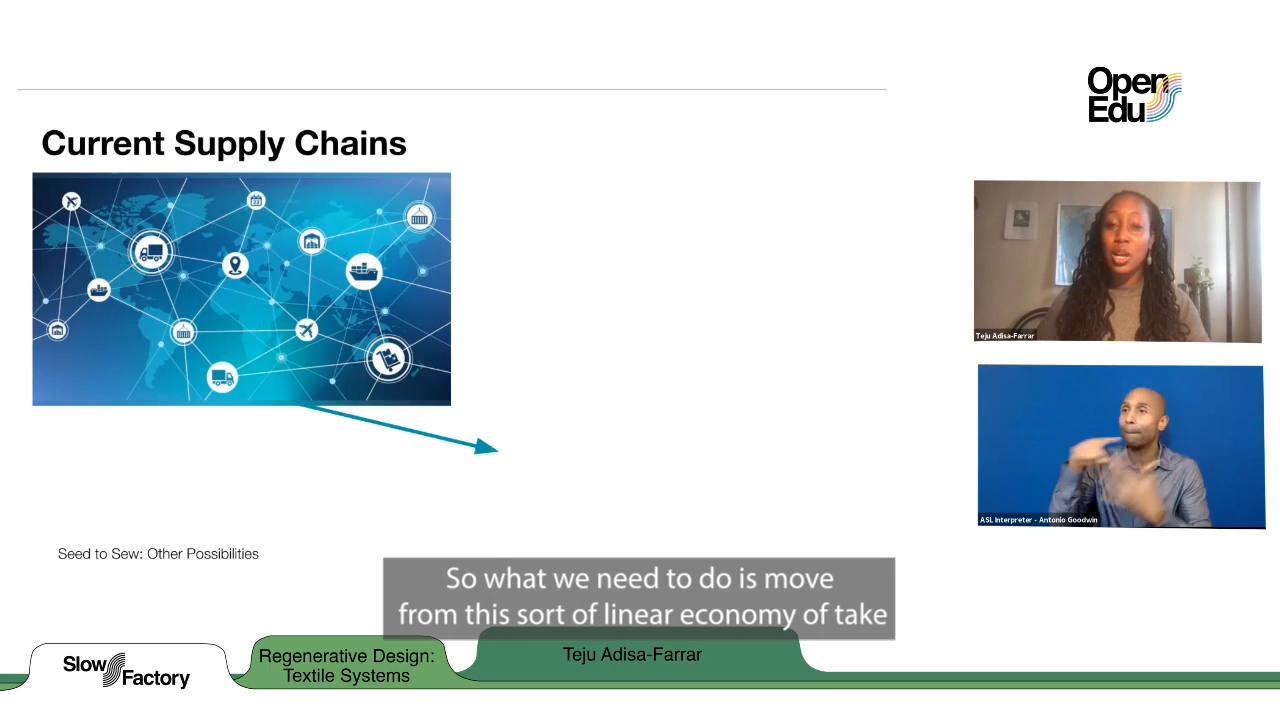 Open
Edu
Current Supply Chains
23
Teju Adisa-Farrar
ASL Interpreter - Antonio Goodwin
Seed to Sew: Other Possibilities
So what we need to do is move
from this sort of linear economy of take
Slow
Factory
Regenerative Design:
Textile Systems
Teju Adisa-Farrar